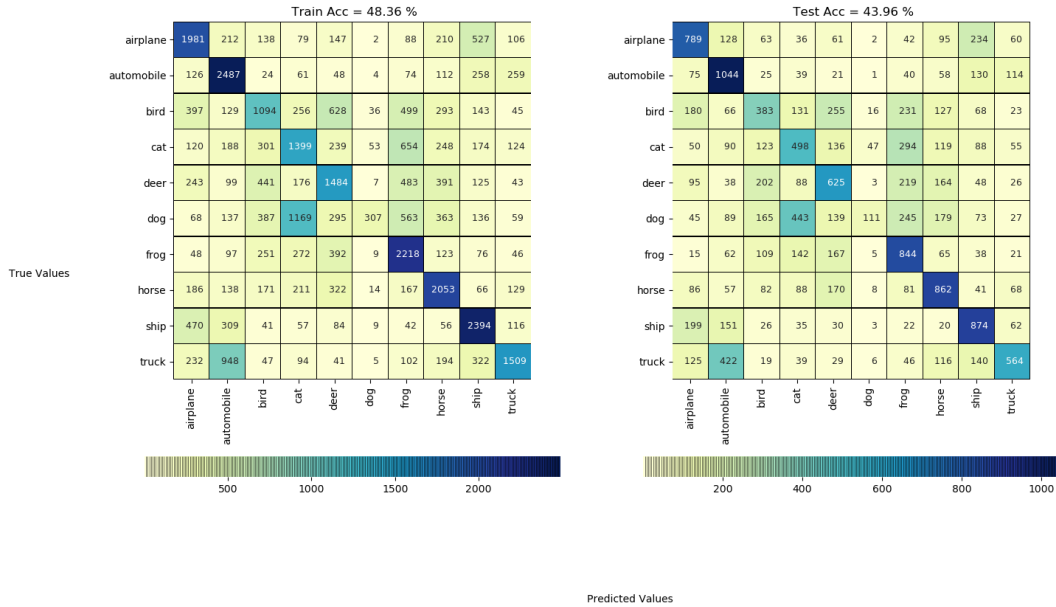 Train Acc = 48.36 %
airplane 1981 212 138 79 147 2 88 210 527 106
automobile 126 2487 24 61 48 4 74 112 258 259
bird 397 129 1094 256 628 36 499 293 143 45
cat 120 188 301 1399 239 53 654 248 174 124
deer 243 99 441 176 1484 7 483 391 125 43
dog 68 137 387 1169 295 307 563 363 136 59
frog 48 97 251 272 392 9 2218 123 76 46
horse 186 138 171 211 322 14 167 2053 66 129
ship 470 309 41 57 84 9 42 56 2394 116
truck 232 948 47 94 41 5 102 194 322 1509
airplane automobile bird cat deer dog frog horse ship truck
500 1000 1500 2000
True Values
Test Acc = 43.96 %
airplane 789 128 63 36 61 2 42 95 234 60
automobile 75 1044 25 39 21 1 40 58 130 114
bird 180 66 383 131 255 16 231 127 68 23
cat 50 90 123 498 136 47 294 119 88 55
deer 95 38 202 88 625 3 219 164 48 26
dog 45 89 165 443 139 111 245 179 73 27
frog 15 62 109 142 167 5 844 65 38 21
horse 86 57 82 88 170 8 81 862 41 68
ship 199 151 26 35 30 3 22 20 874 62
truck 125 422 19 39 29 6 46 116 140 564
airplane automobile bird cat deer dog frog horse ship truck
200 400 600 800 1000
Predicted Values